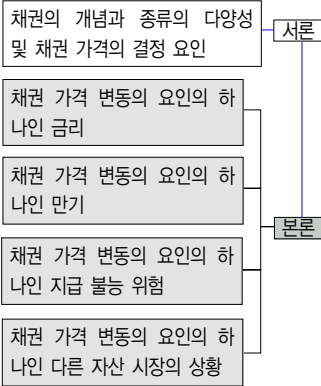 채권의 개념과 종류의 다양성
및 채권 가격의 결정 요인
서론
채권 가격 변동의 요인의 하
나인 금리
채권 가격 변동의 요인의 하
나인 만기
본론
채권 가격 변동의 요인의 하
나인 지급 불능 위험
채권 가격 변동의 요인의 하
나인 다른 자산 시장의 상황